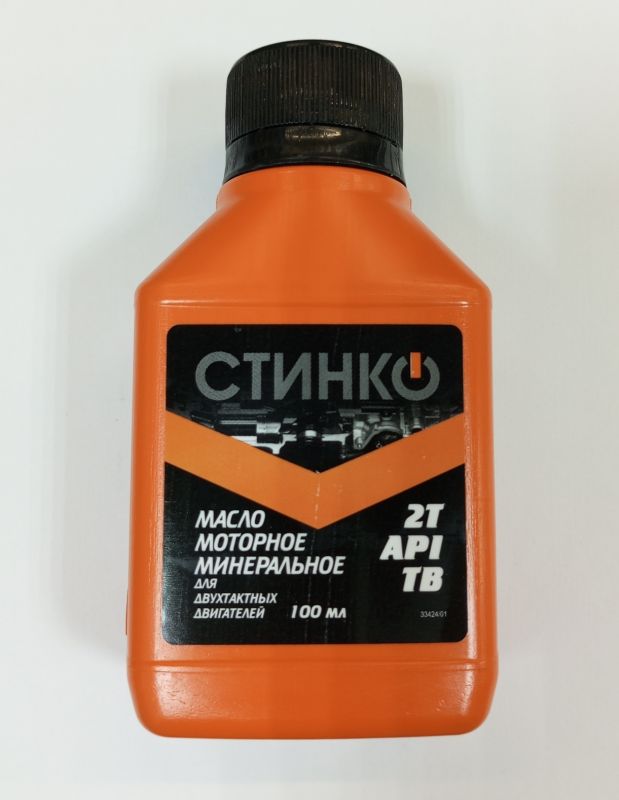 СТИНКО
МАСЛО
МОТОРНОЕ
МИНЕРАЛЬНОЕ
ДЛЯ
ДВУХТАКТНЫХ
ДВИГАТЕЛЕЙ 100 МЛ
2T
API
TB
33424/01